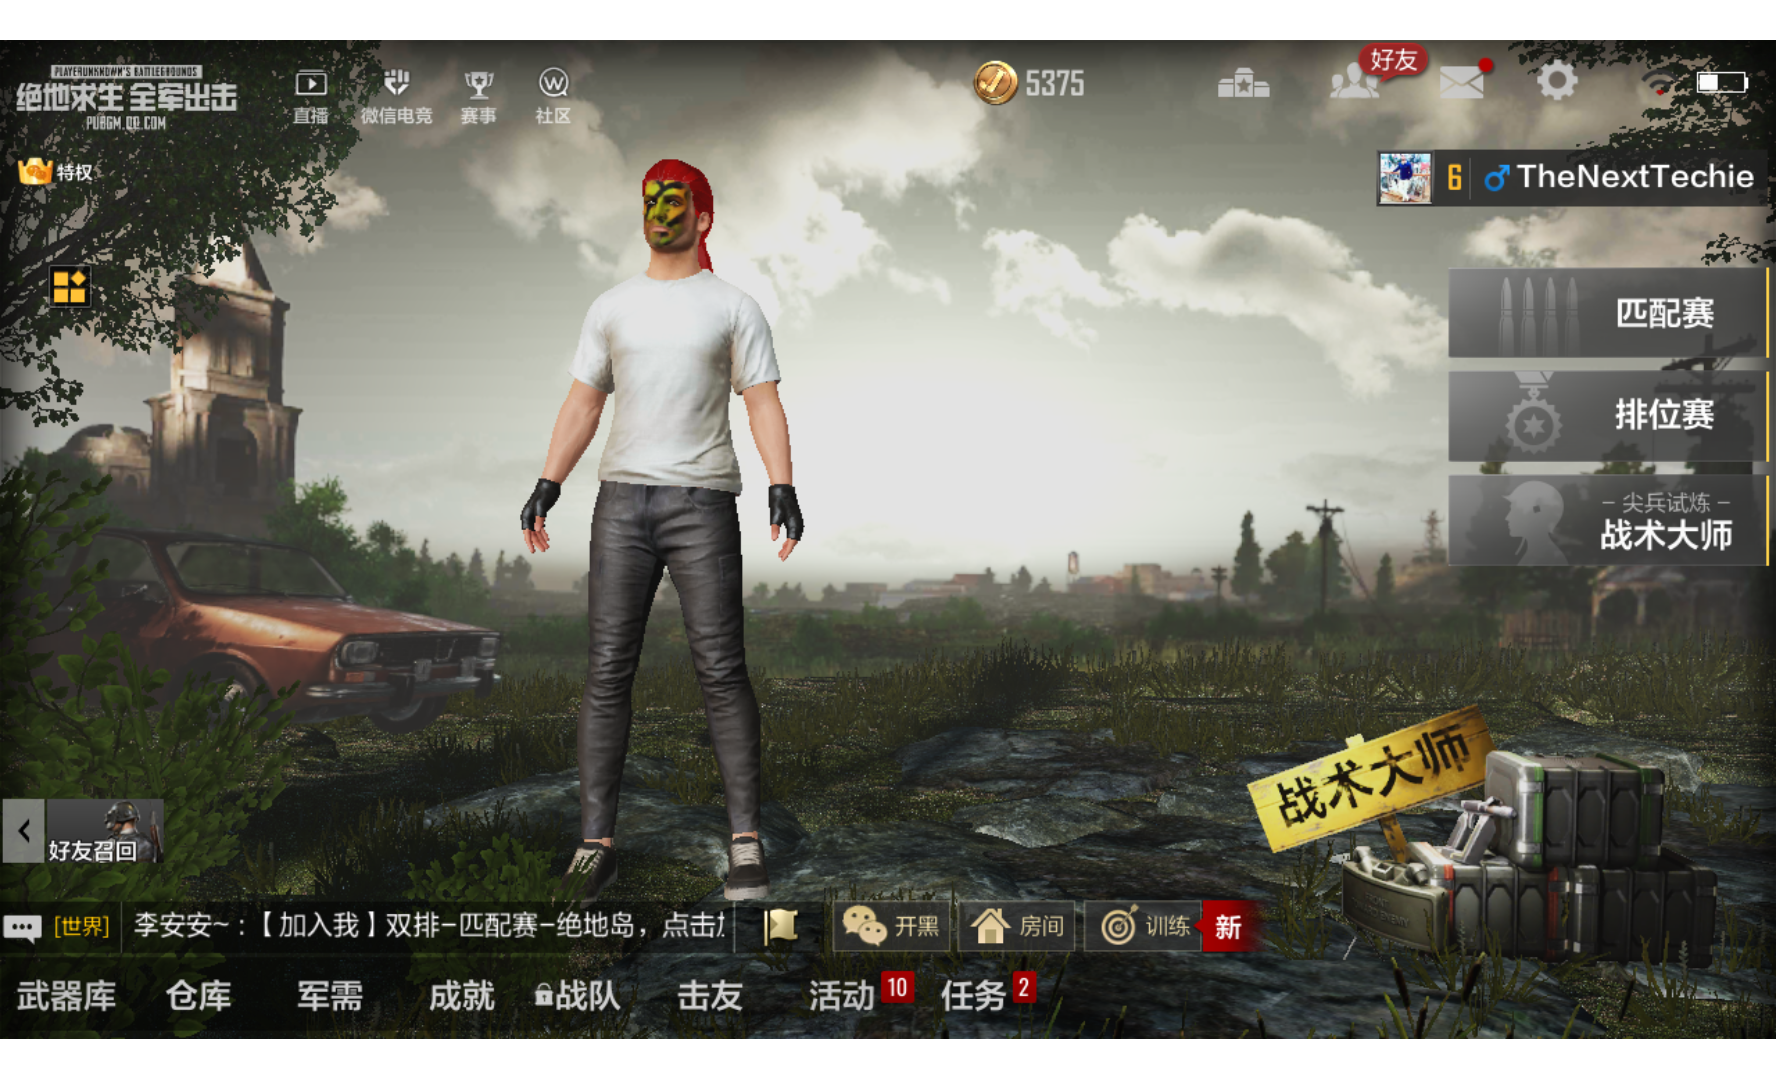 PLAYERUNKNOWN'S BATTLEGROUNDS
绝地求生 全军出击
PUBGM.QQ.COM
直播
微信电竞
赛事
社区
5375
好友
特权
6 TheNextTechie
匹配赛
排位赛
– 尖兵试炼 –
战术大师
战术大师
好友召回
[世界] 李安安~ :【加入我】双排-匹配赛-绝地岛，点击
开黑
房间
训练
新
武器库
仓库
军需
成就
战队
击友
活动 10
任务 2